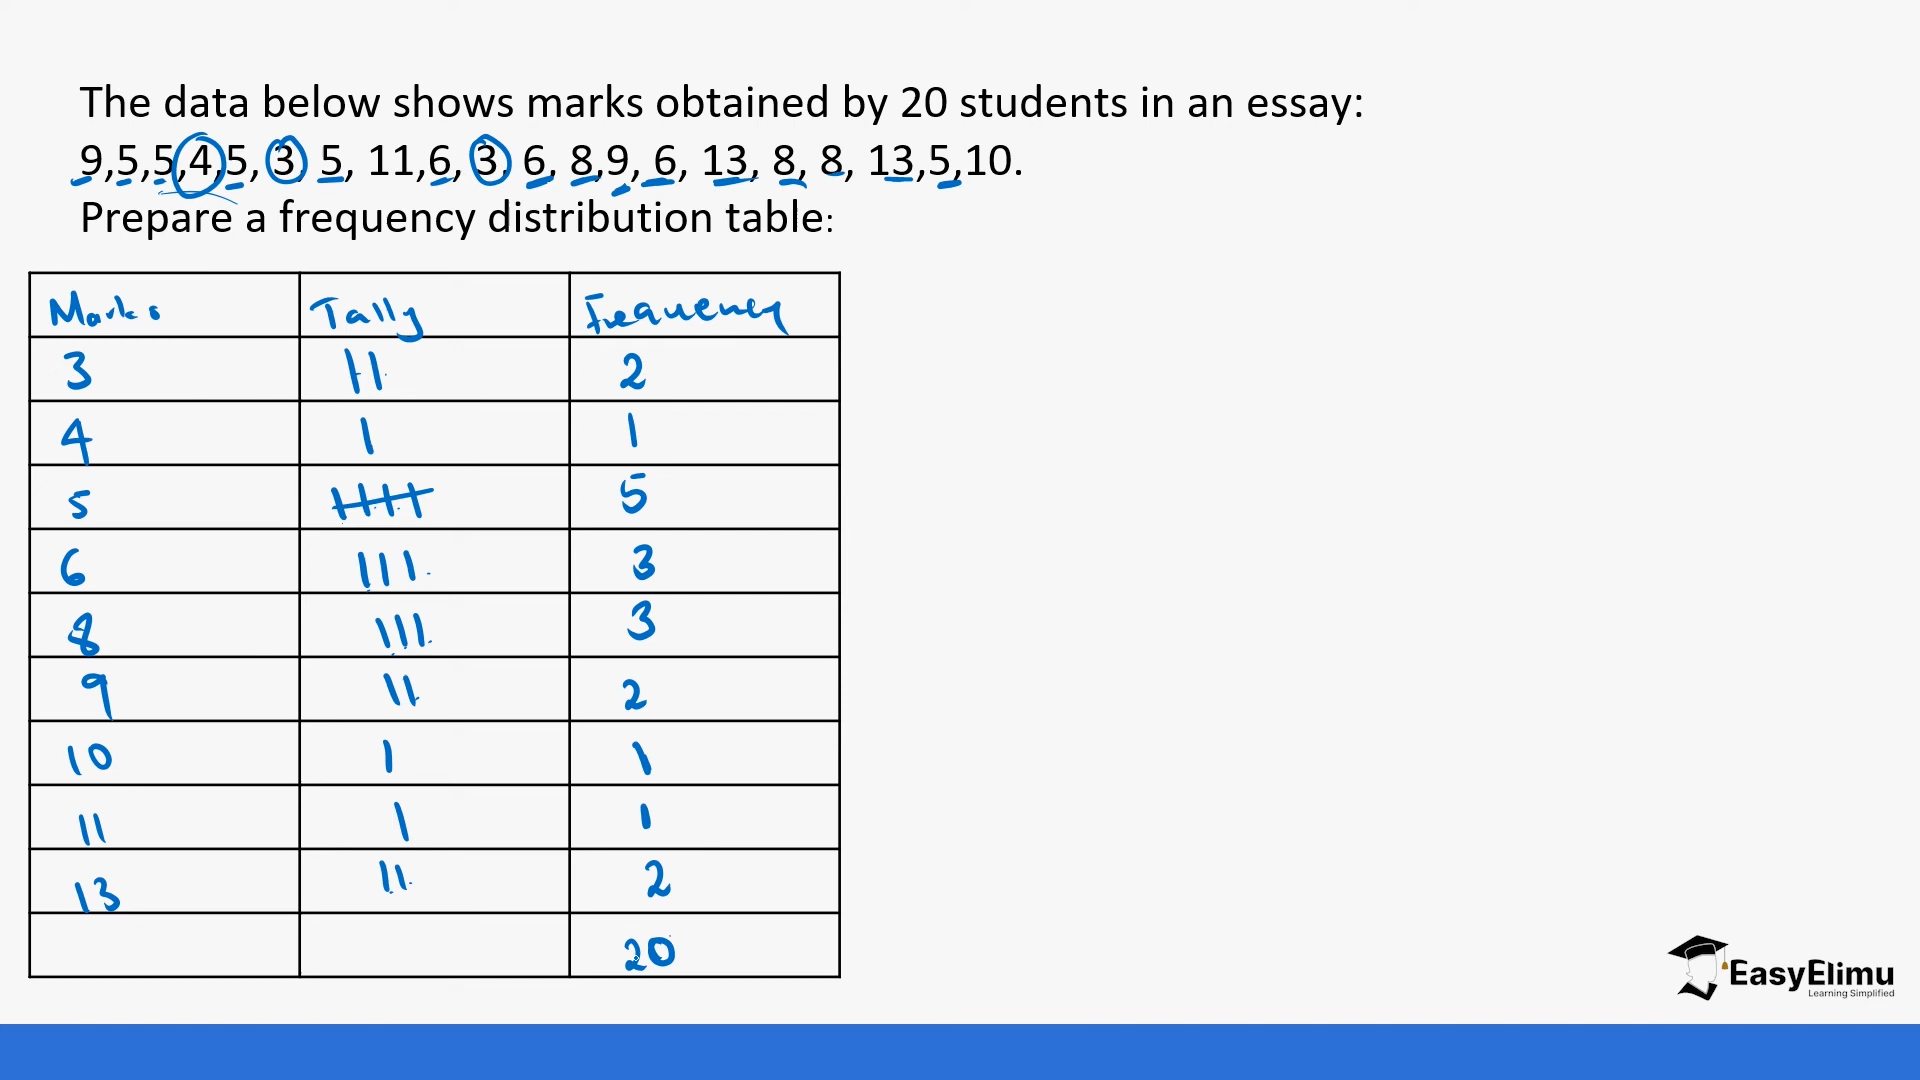 The data below shows marks obtained by 20 students in an essay:
9,5,5,4,5, 3, 5, 11,6, 3, 6, 8,9, 6, 13, 8, 8, 13,5,10.
Prepare a frequency distribution table:
Marks Tally Frequency
3 || 2
4 | 1
5 |||| 5
6 ||| 3
8 ||| 3
9 || 2
10 | 1
11 | 1
13 || 2
20
EasyElimu
Learning Simplified